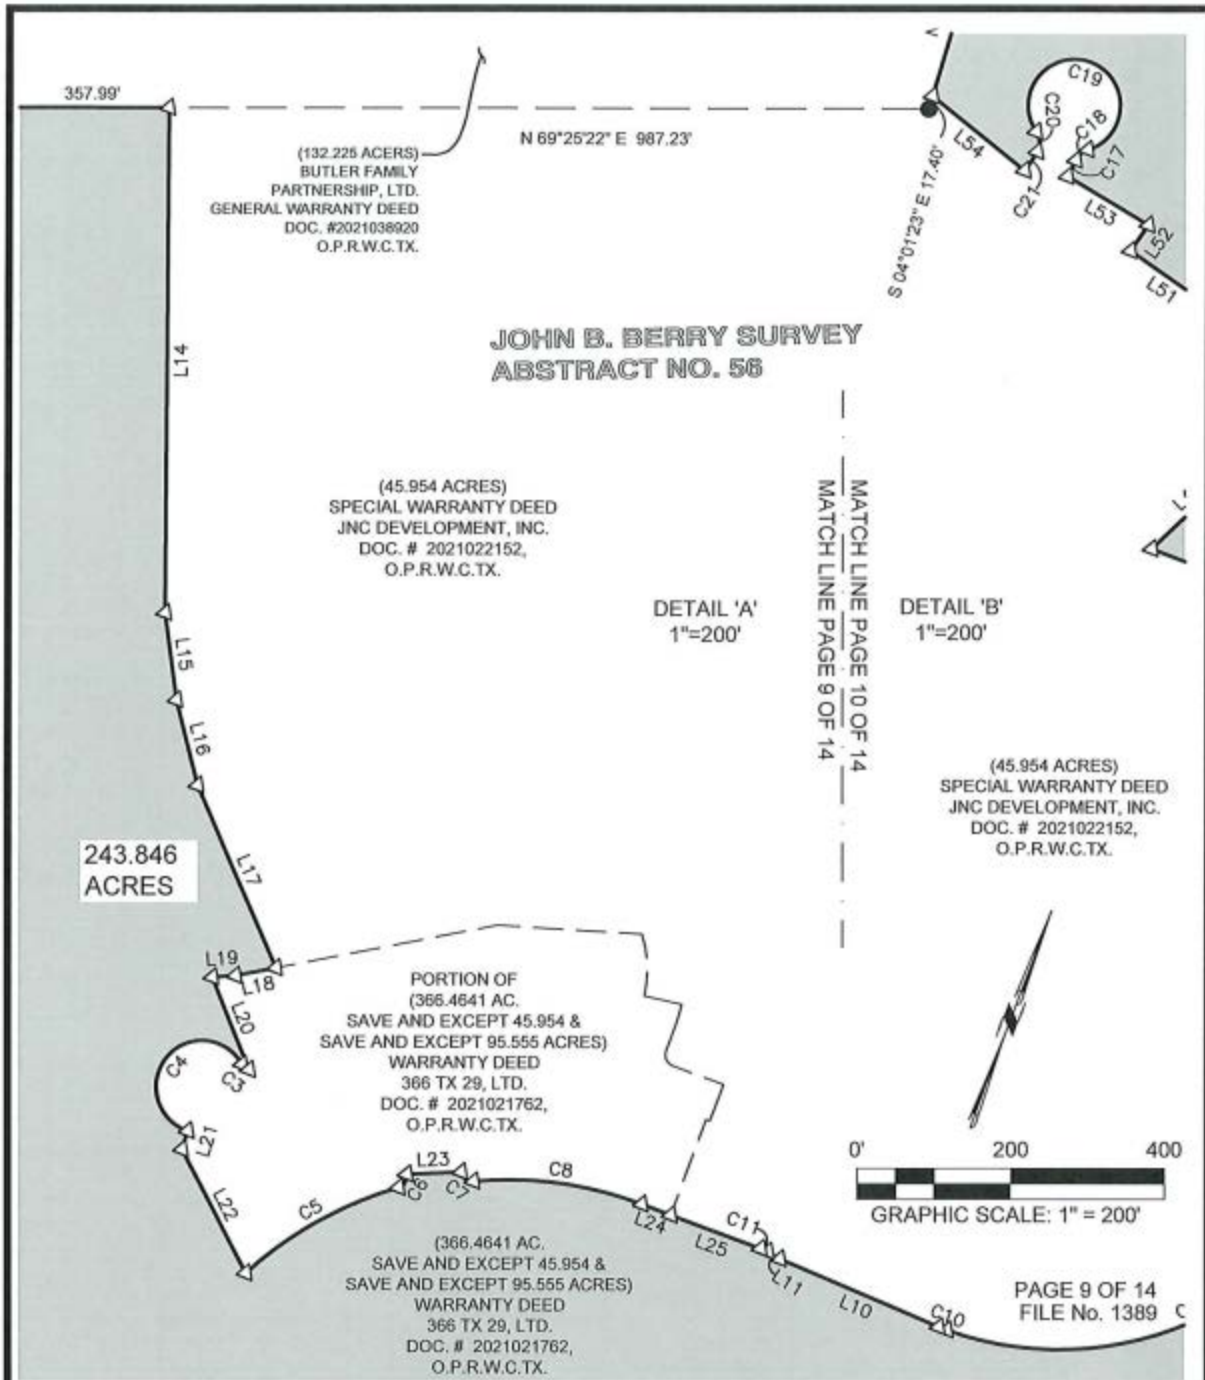 357.99'
N 69°25'22" E 987.23'
(132.225 ACERS)
BUTLER FAMILY
PARTNERSHIP, LTD.
GENERAL WARRANTY DEED
DOC. #2021038920
O.P.R.W.C.TX.
S 04°01'23" E 17.40'
L54
C19
C20
C18
C17
C21
L53
L52
L51
L14
JOHN B. BERRY SURVEY
ABSTRACT NO. 56
(45.954 ACRES)
SPECIAL WARRANTY DEED
JNC DEVELOPMENT, INC.
DOC. # 2021022152,
O.P.R.W.C.TX.
MATCH LINE PAGE 10 OF 14
MATCH LINE PAGE 9 OF 14
DETAIL 'A'
1"=200'
DETAIL 'B'
1"=200'
L15
L16
L17
(45.954 ACRES)
SPECIAL WARRANTY DEED
JNC DEVELOPMENT, INC.
DOC. # 2021022152,
O.P.R.W.C.TX.
243.846
ACRES
L19
L18
L20
C4
C3
L21
L22
PORTION OF
(366.4641 AC.
SAVE AND EXCEPT 45.954 &
SAVE AND EXCEPT 95.555 ACRES)
WARRANTY DEED
366 TX 29, LTD.
DOC. # 2021021762,
O.P.R.W.C.TX.
C5
C6
L23
C7
C8
L24
L25
C11
L11
L10
C10
0'
200
400
GRAPHIC SCALE: 1" = 200'
(366.4641 AC.
SAVE AND EXCEPT 45.954 &
SAVE AND EXCEPT 95.555 ACRES)
WARRANTY DEED
366 TX 29, LTD.
DOC. # 2021021762,
O.P.R.W.C.TX.
PAGE 9 OF 14
FILE No. 1389